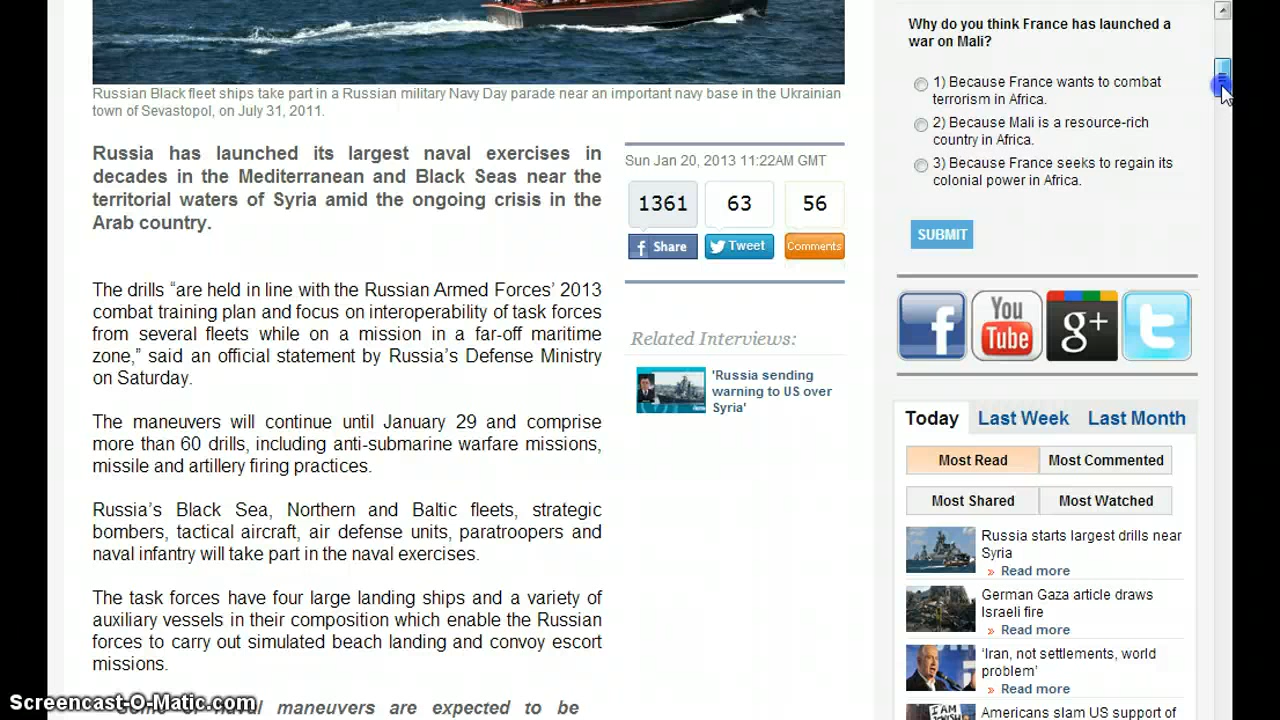 Russian Black fleet ships take part in a Russian military Navy Day parade near an important navy base in the Ukrainian
town of Sevastopol, on July 31, 2011.
Russia has launched its largest naval exercises in
decades in the Mediterranean and Black Seas near the
territorial waters of Syria amid the ongoing crisis in the
Arab country.
The drills “are held in line with the Russian Armed Forces’ 2013
combat training plan and focus on interoperability of task forces
from several fleets while on a mission in a far-off maritime
zone,” said an official statement by Russia’s Defense Ministry
on Saturday.
The maneuvers will continue until January 29 and comprise
more than 60 drills, including anti-submarine warfare missions,
missile and artillery firing practices.
Russia’s Black Sea, Northern and Baltic fleets, strategic
bombers, tactical aircraft, air defense units, paratroopers and
naval infantry will take part in the naval exercises.
The task forces have four large landing ships and a variety of
auxiliary vessels in their composition which enable the Russian
forces to carry out simulated beach landing and convoy escort
missions.
naval maneuvers are expected to be
Sun Jan 20, 2013 11:22AM GMT
1361 63 56
f Share Tweet Comments
Related Interviews:
'Russia sending
warning to US over
Syria'
Why do you think France has launched a
war on Mali?
1) Because France wants to combat
terrorism in Africa.
2) Because Mali is a resource-rich
country in Africa.
3) Because France seeks to regain its
colonial power in Africa.
SUBMIT
f You Tube g+ t
Today Last Week Last Month
Most Read Most Commented
Most Shared Most Watched
Russia starts largest drills near
Syria
» Read more
German Gaza article draws
Israeli fire
» Read more
‘Iran, not settlements, world
problem’
» Read more
I AM
Americans slam US support of
Screencast-O-Matic.com